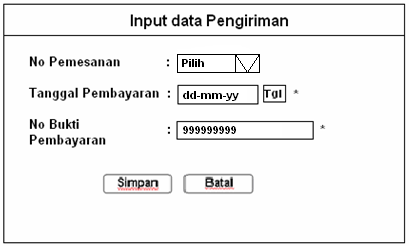 Input data Pengiriman
No Pemesanan : Pilih
Tanggal Pembayaran : dd-mm-yy Tgl *
No Bukti
Pembayaran : 999999999 *
Simpan Batal